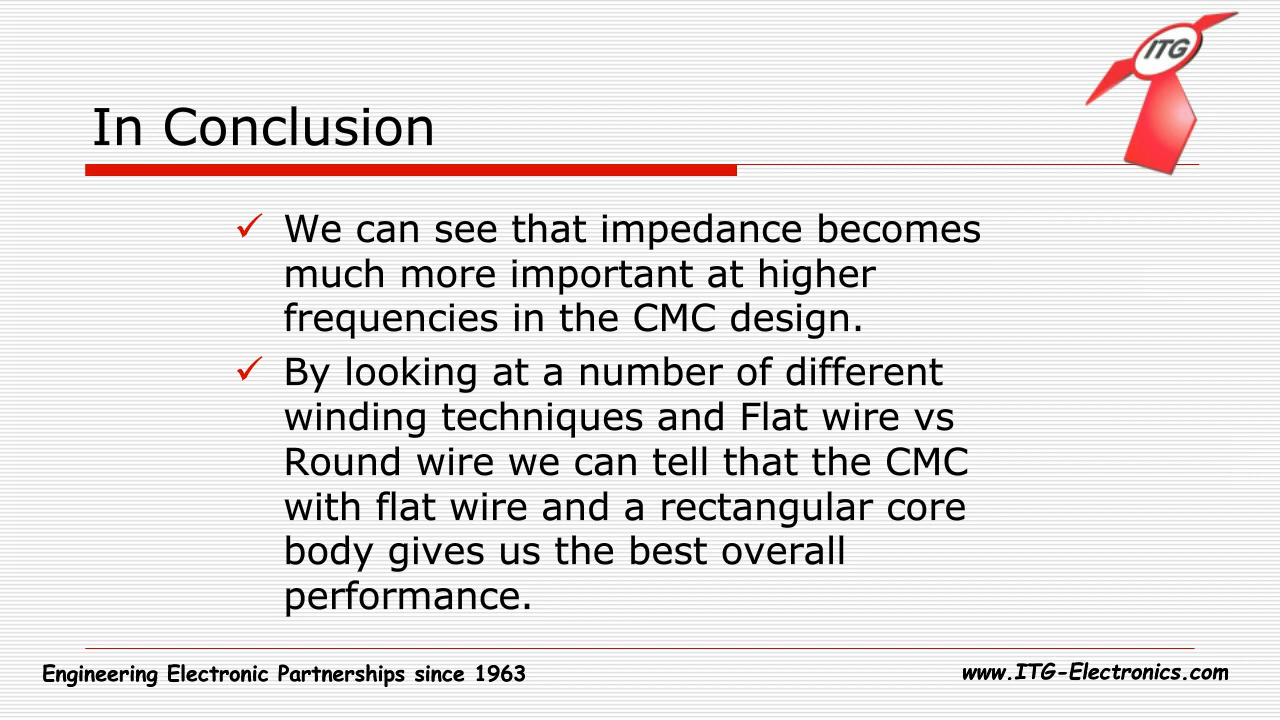 ITG
In Conclusion
✓ We can see that impedance becomes
much more important at higher
frequencies in the CMC design.
✓ By looking at a number of different
winding techniques and Flat wire vs
Round wire we can tell that the CMC
with flat wire and a rectangular core
body gives us the best overall
performance.
Engineering Electronic Partnerships since 1963
www.ITG-Electronics.com